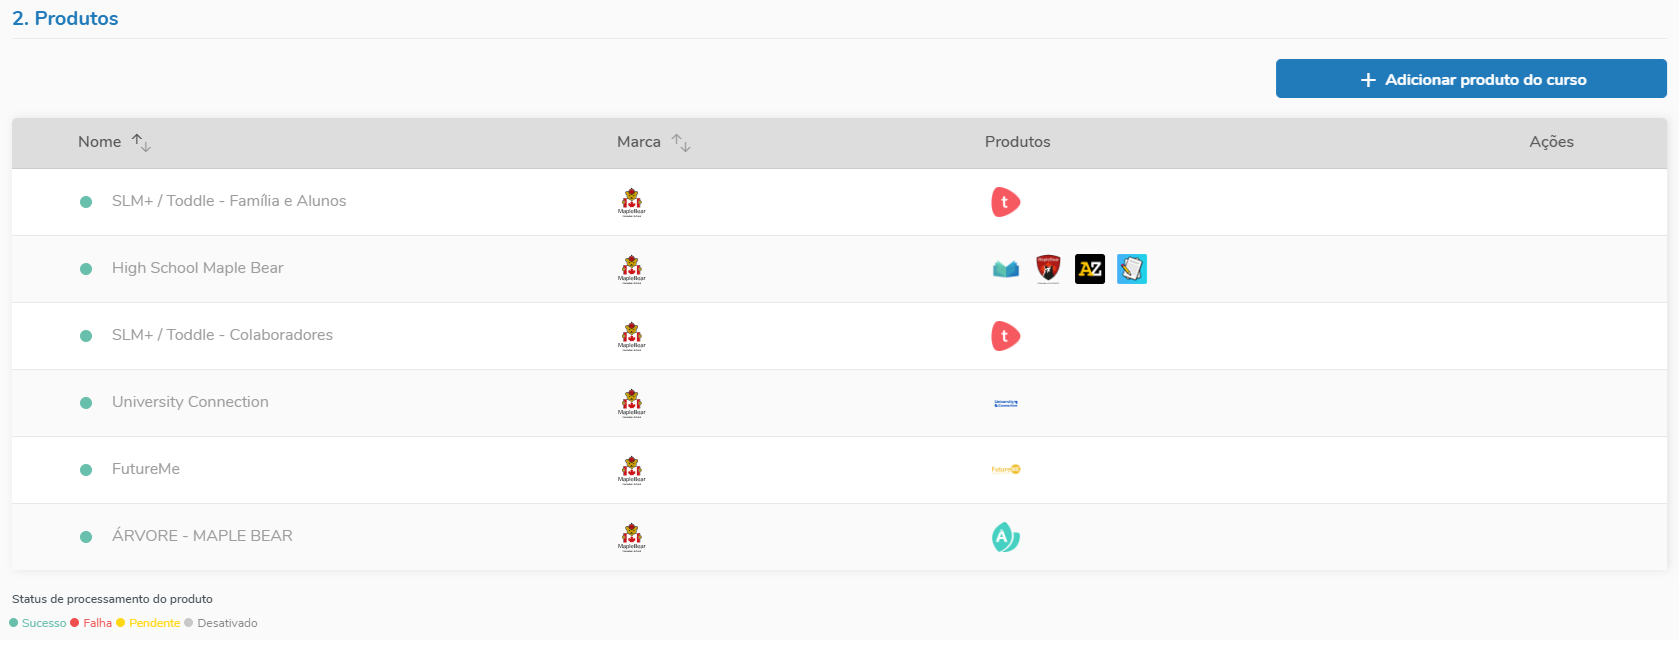 2. Produtos
+ Adicionar produto do curso
Nome Marca Produtos Ações
SLM+ / Toddle - Família e Alunos MapleBear t
High School Maple Bear MapleBear MapleBear AZ
SLM+ / Toddle - Colaboradores MapleBear t
University Connection MapleBear University Connection
FutureMe MapleBear FutureME
ÁRVORE - MAPLE BEAR MapleBear A
Status de processamento do produto
Sucesso Falha Pendente Desativado